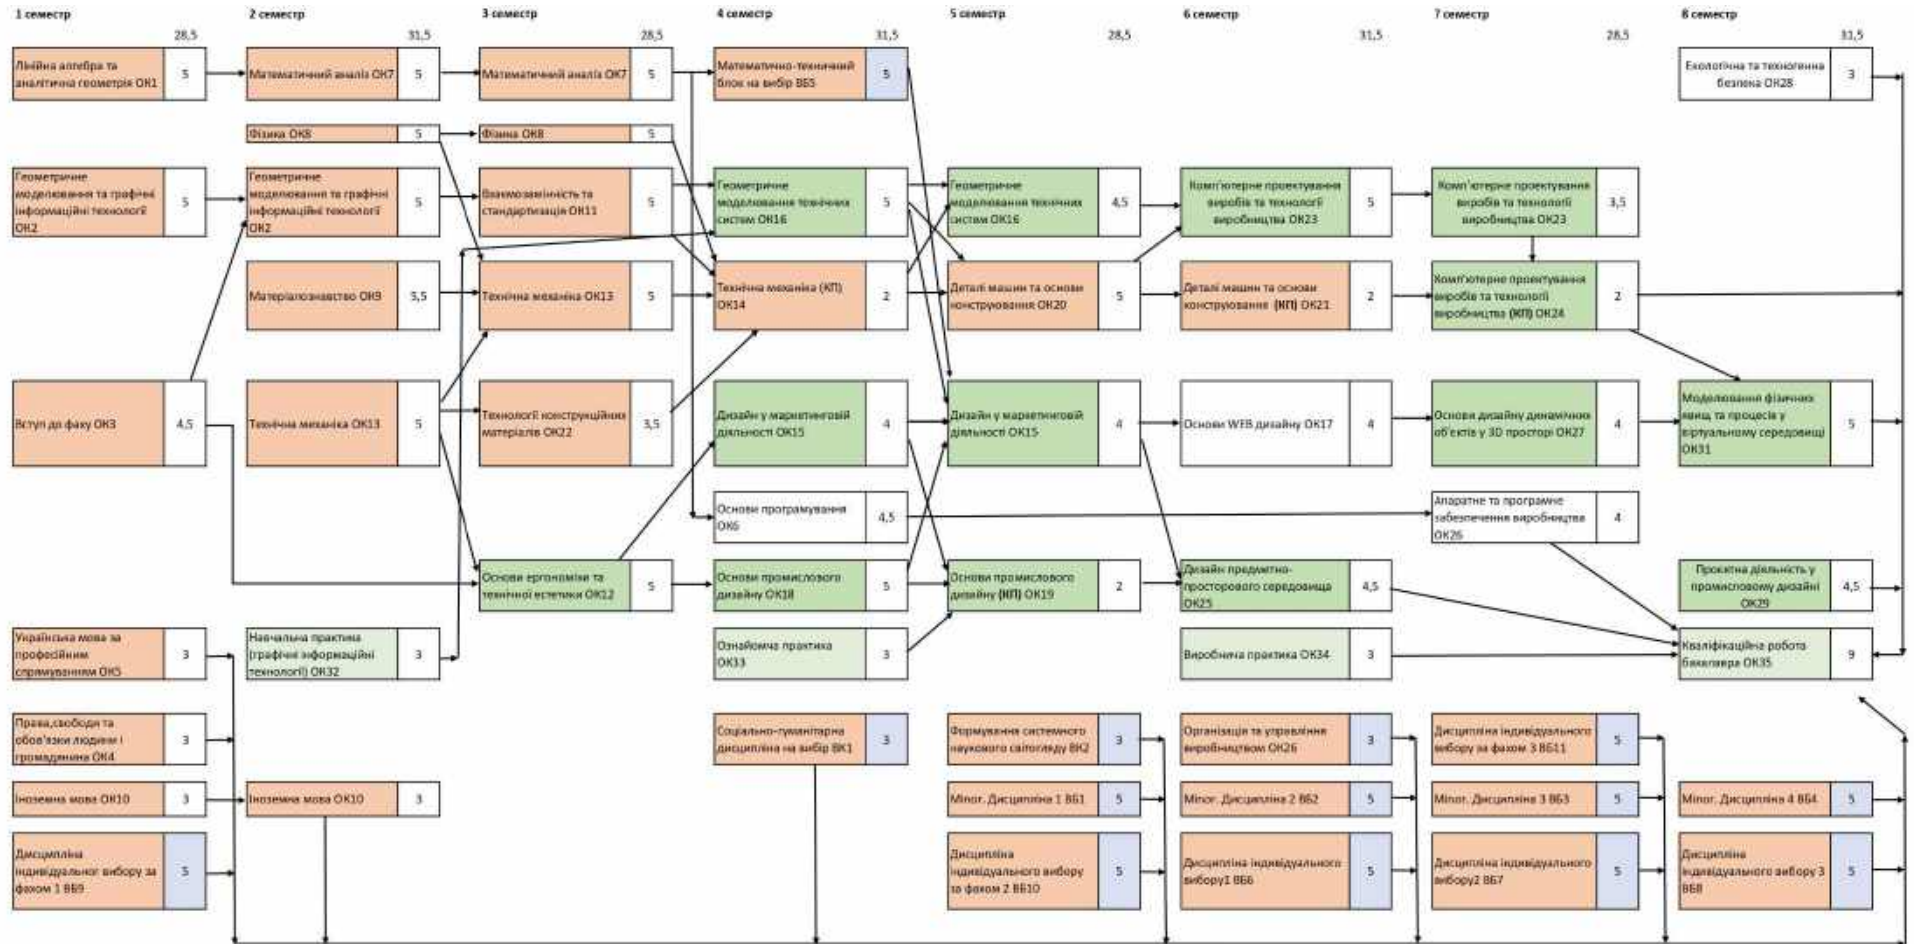 1 семестр
2 семестр
3 семестр
4 семестр
5 семестр
6 семестр
7 семестр
8 семестр
28,5
31,5
28,5
31,5
28,5
31,5
28,5
31,5
Лінійна алгебра та
аналітична геометрія ОК1
5
Математичний аналіз ОК7
5
Математичний аналіз ОК7
5
Математично-технічний
блок на вибір ВБ5
5
Екологічна та техногенна
безпека ОК28
3
Фізика ОК8
5
Фізика ОК8
5
Геометричне
моделювання та графічні
інформаційні технології
ОК2
5
Геометричне
моделювання та графічні
інформаційні технології
ОК2
5
Взаємозамінність та
стандартизація ОК11
5
Геометричне
моделювання технічних
систем ОК16
5
Геометричне
моделювання технічних
систем ОК16
4,5
Комп'ютерне проектування
виробів та технології
виробництва ОК23
5
Комп'ютерне проектування
виробів та технології
виробництва ОК23
3,5
Матеріалознавство ОК9
5,5
Технічна механіка ОК13
5
Технічна механіка (КП)
ОК14
2
Деталі машин та основи
конструювання ОК20
5
Деталі машин та основи
конструювання (КП) ОК21
2
Комп'ютерне проектування
виробів та технології
виробництва (КП) ОК24
2
Вступ до фаху ОК3
4,5
Технічна механіка ОК13
5
Технології конструкційних
матеріалів ОК22
3,5
Дизайн у маркетинговій
діяльності ОК15
4
Дизайн у маркетинговій
діяльності ОК15
4
Основи WEB дизайну ОК17
4
Основи дизайну динамічних
об'єктів у 3D просторі ОК27
4
Моделювання фізичних
явищ та процесів у
віртуальному середовищі
ОК31
5
Основи програмування
ОК6
4,5
Апаратне та програмне
забезпечення виробництва
ОК26
4
Основи ергономіки та
технічної естетики ОК12
5
Основи промислового
дизайну ОК18
5
Основи промислового
дизайну (КП) ОК19
2
Дизайн предметно-
просторового середовища
ОК25
4,5
Проєктна діяльність у
промисловому дизайні
ОК29
4,5
Українська мова за
професійним
спрямуванням ОК5
3
Навчальна практика
(графічні інформаційні
технології) ОК32
3
Ознайомча практика
ОК33
3
Виробнича практика ОК34
3
Кваліфікаційна робота
бакалавра ОК35
9
Права,свободи та
обов'язки людини і
громадянина ОК4
3
Соціально-гуманітарна
дисципліна на вибір ВК1
3
Формування системного
наукового світогляду ВК2
3
Організація та управління
виробництвом ОК26
3
Дисципліна індивідуального
вибору за фахом 3 ВБ11
5
Іноземна мова ОК10
3
Іноземна мова ОК10
3
Minor. Дисципліна 1 ВБ1
5
Minor. Дисципліна 2 ВБ2
5
Minor. Дисципліна 3 ВБ3
5
Minor. Дисципліна 4 ВБ4
5
Дисципліна
індивідуальног вибору за
фахом 1 ВБ9
5
Дисципліна
індивідуального вибору
за фахом 2 ВБ10
5
Дисципліна індивідуального
вибору1 ВБ6
5
Дисципліна індивідуального
вибору2 ВБ7
5
Дисципліна
індивідуального вибору 3
ВБ8
5